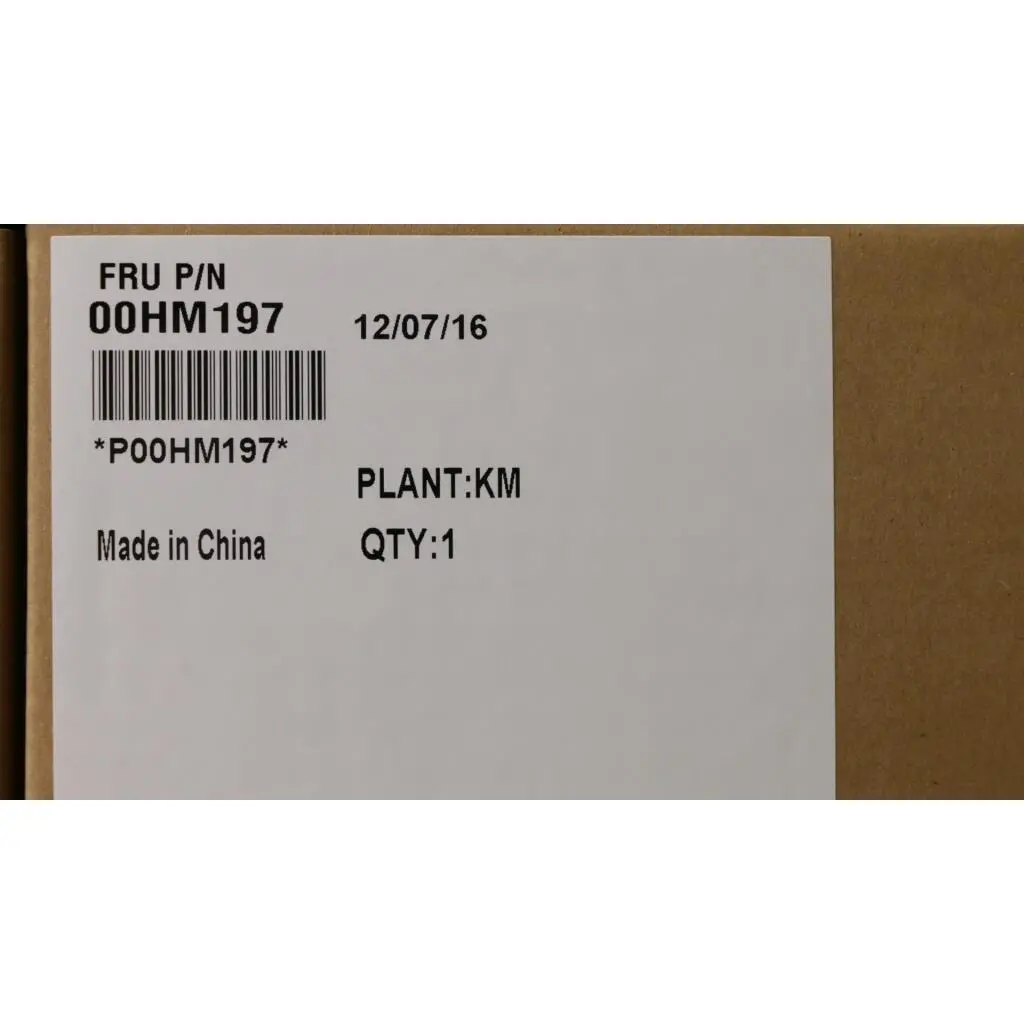 FRU P/N
00HM197
12/07/16
*P00HM197*
PLANT:KM
Made in China
QTY:1